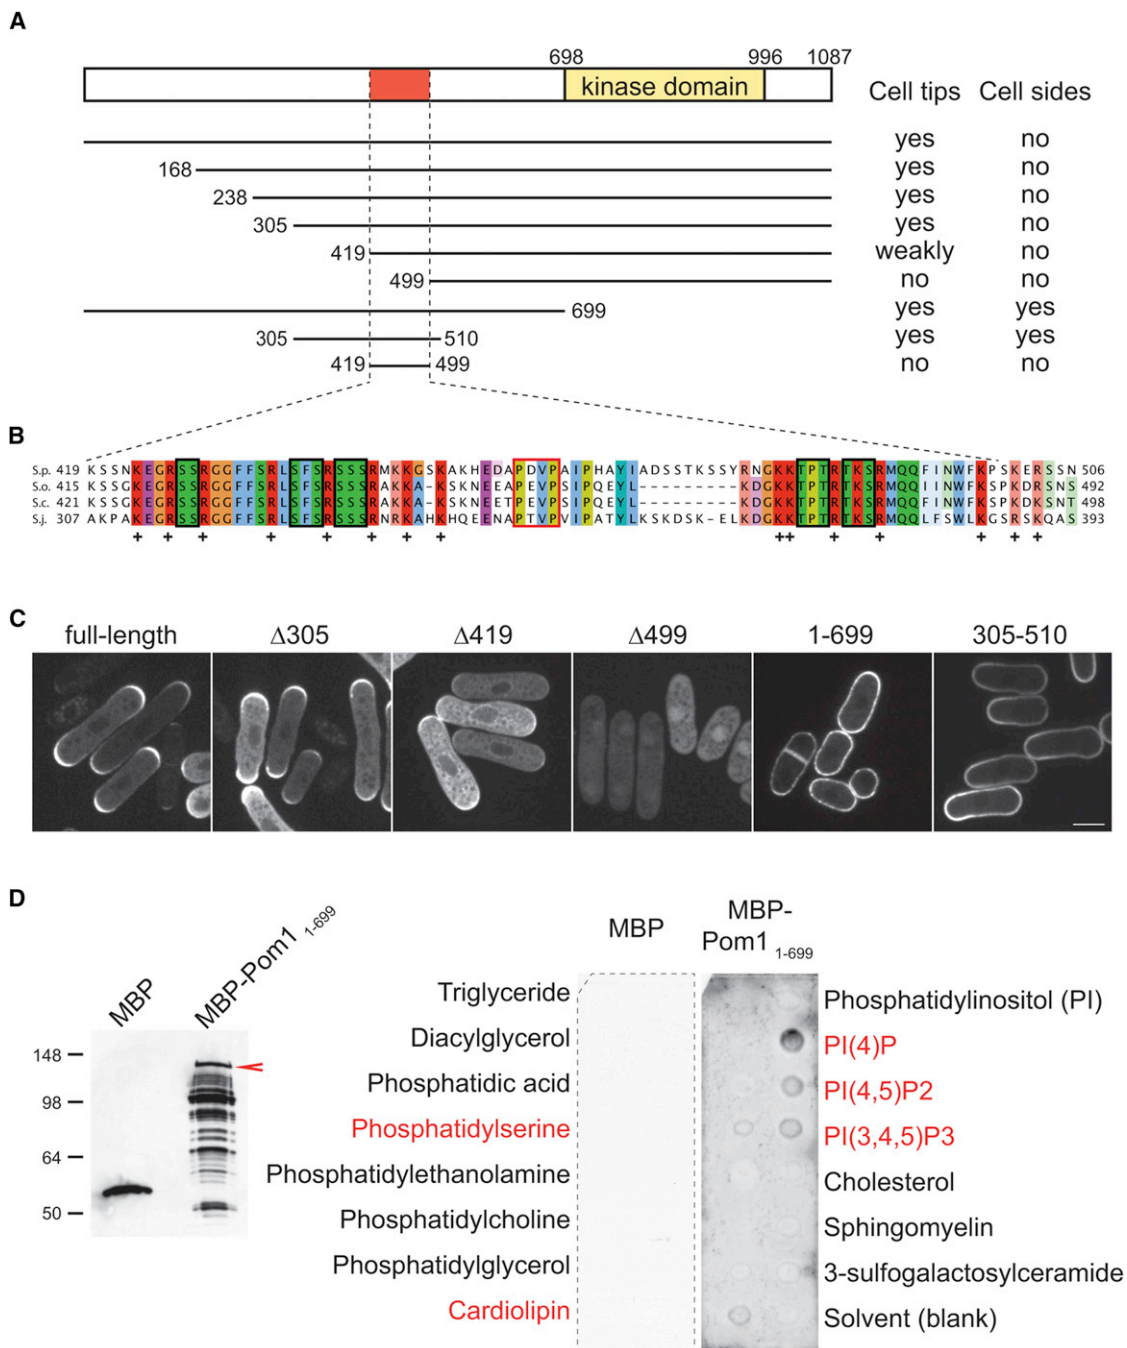 A
698 996 1087
kinase domain
Cell tips Cell sides
yes no
168 yes no
238 yes no
305 yes no
419 weakly no
499 no no
699 yes yes
305 510 yes yes
419 499 no no
B
S.p. 419 KSSNKEGRSSRGGFFSRLSFSRSSSRMKKGSKAKHEDAPDVPAIPHAYIADSSTKSSYRNGKKTPTRTKSRMQQFINWFKPSKERSSN 506
S.o. 415 KSSGKEGRSSRGGFFSRLSFSRSSSRAKKA-KSKNEEAPEVPSIPQEYL---------KDGKKTPTRTKSRMQQFINWFKSPKDRSNS 492
S.c. 421 KSSGKEGRSSRGGFFSRLSFSRSSSRMKKA-KSKNEETPEVPSIPQEYL---------KDGKKTPTRTKSRMQQFINWFKSPKDKSNT 498
S.j. 307 AKPAKEGRSSRGGFFSRLSFSRSSSRNRKAHKHQEENAPTVPVIPATYLKSKDSK-ELKDGKKTPTRTKSRMQQLFSWLKGSRSKQAS 393
+ + + + + + + + ++ + + + + +
C
full-length Δ305 Δ419 Δ499 1-699 305-510
D
MBP MBP-Pom1 1-699
148
98
64
50
MBP MBP-Pom1 1-699
Triglyceride
Diacylglycerol
Phosphatidic acid
Phosphatidylserine
Phosphatidylethanolamine
Phosphatidylcholine
Phosphatidylglycerol
Cardiolipin
Phosphatidylinositol (PI)
PI(4)P
PI(4,5)P2
PI(3,4,5)P3
Cholesterol
Sphingomyelin
3-sulfogalactosylceramide
Solvent (blank)